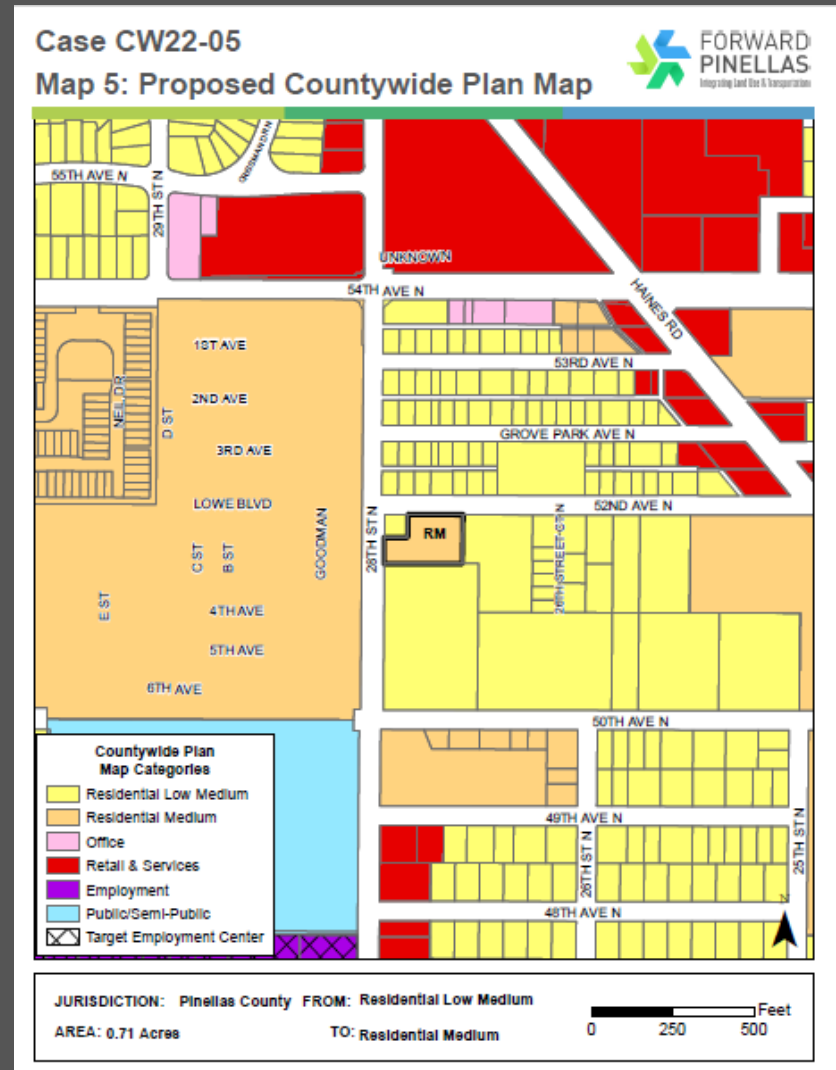 Case CW22-05
Map 5: Proposed Countywide Plan Map
FORWARD
PINELLAS
Integrating Land Use & Transportation
55TH AVE N
29TH ST N
UNKNOWN
54TH AVE N
HAINES RD
1ST AVE
53RD AVE N
2ND AVE
NEIL DR
D ST
3RD AVE
GROVE PARK AVE N
LOWE BLVD
52ND AVE N
GOODMAN
28TH ST N
RM
26TH STREET CT N
C ST
B ST
E ST
4TH AVE
5TH AVE
6TH AVE
50TH AVE N
Countywide Plan
Map Categories
Residential Low Medium
Residential Medium
Office
Retail & Services
Employment
Public/Semi-Public
Target Employment Center
49TH AVE N
26TH ST N
25TH ST N
48TH AVE N
N
JURISDICTION: Pinellas County FROM: Residential Low Medium
AREA: 0.71 Acres TO: Residential Medium
Feet
0 250 500